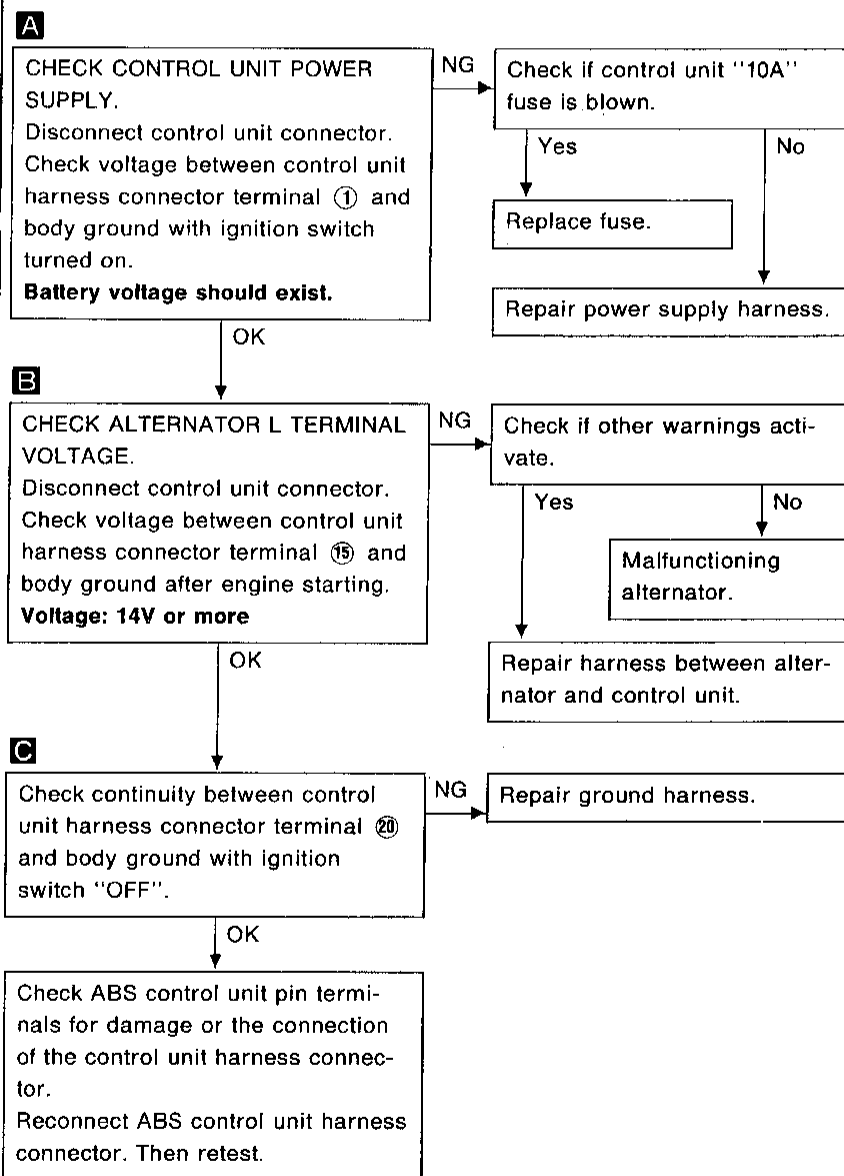 A
CHECK CONTROL UNIT POWER
SUPPLY.
Disconnect control unit connector.
Check voltage between control unit
harness connector terminal ① and
body ground with ignition switch
turned on.
Battery voltage should exist.
NG
Check if control unit "10A"
fuse is blown.
Yes
No
Replace fuse.
Repair power supply harness.
OK
B
CHECK ALTERNATOR L TERMINAL
VOLTAGE.
Disconnect control unit connector.
Check voltage between control unit
harness connector terminal ⑮ and
body ground after engine starting.
Voltage: 14V or more
NG
Check if other warnings acti-
vate.
Yes
No
Malfunctioning
alternator.
Repair harness between alter-
nator and control unit.
OK
C
Check continuity between control
unit harness connector terminal ⑳
and body ground with ignition
switch "OFF".
NG
Repair ground harness.
OK
Check ABS control unit pin termi-
nals for damage or the connection
of the control unit harness connec-
tor.
Reconnect ABS control unit harness
connector. Then retest.